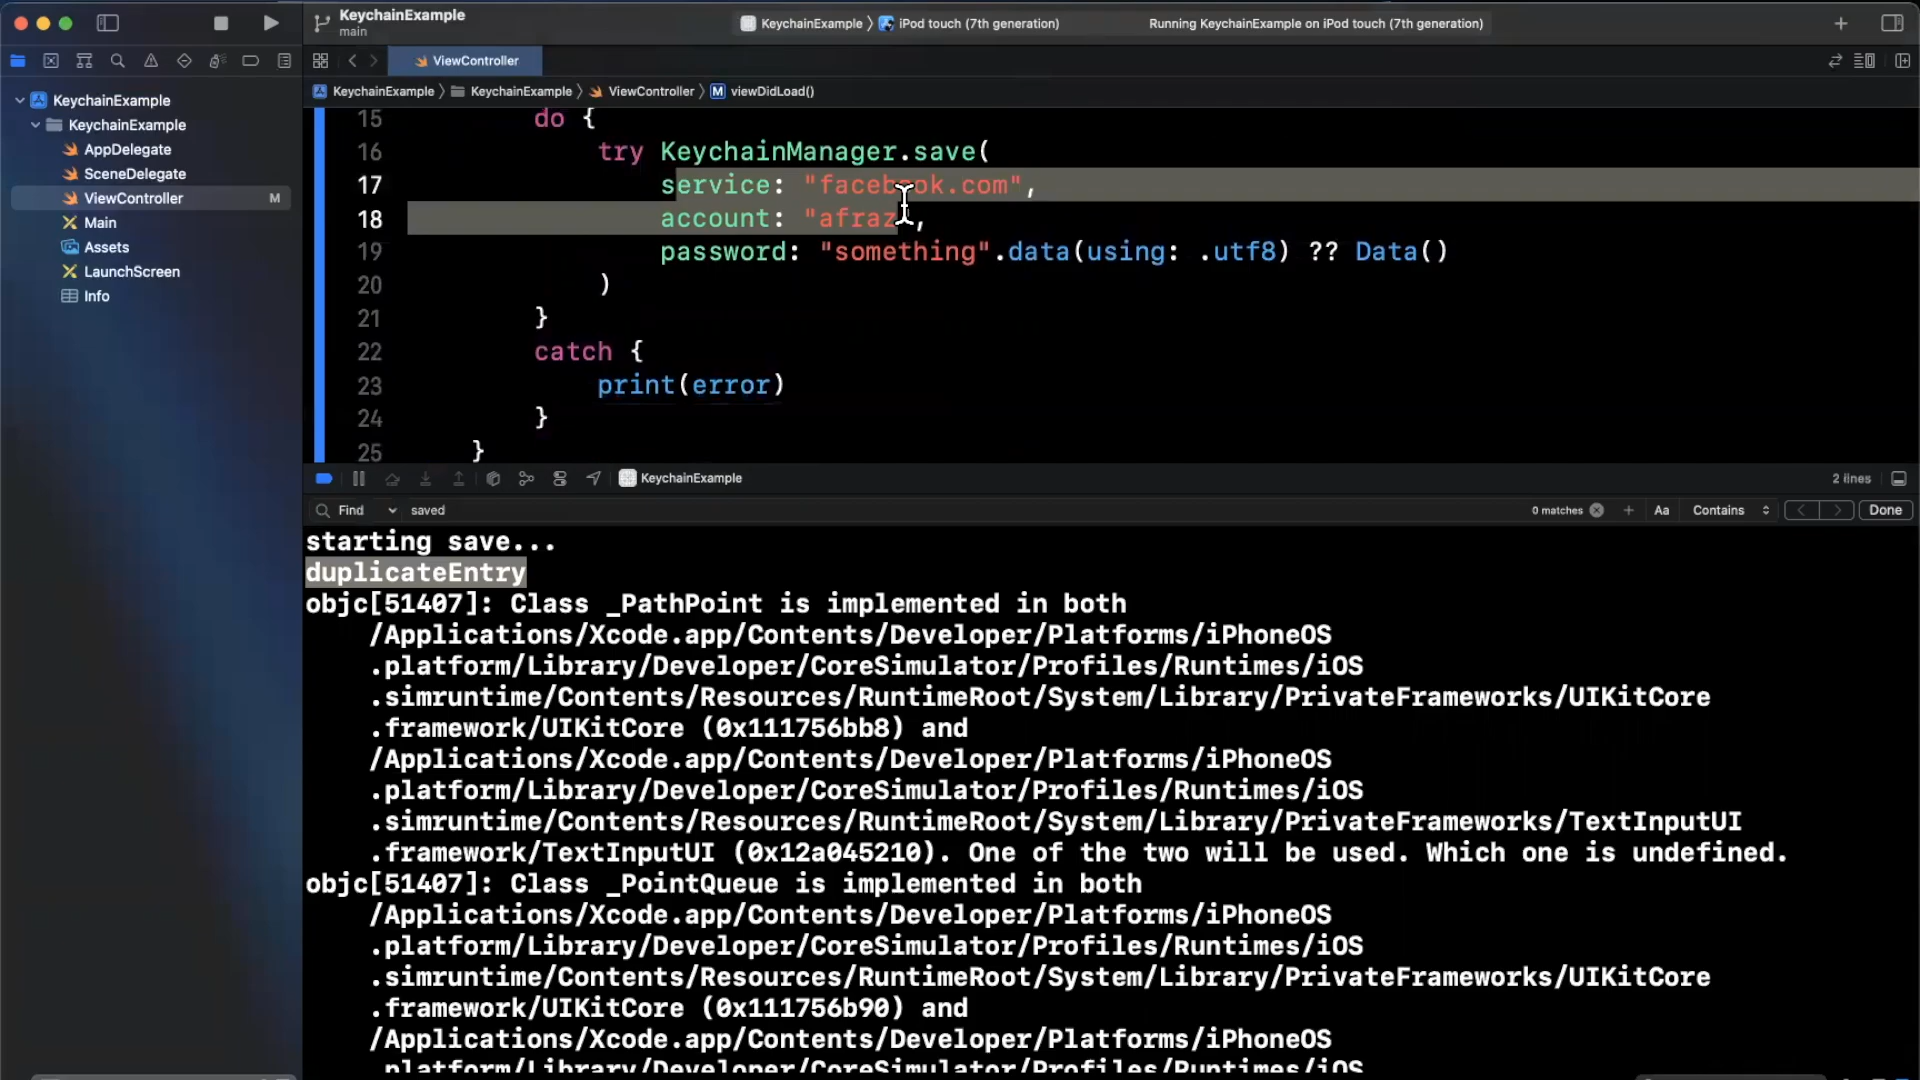 KeychainExample
main
KeychainExample
iPod touch (7th generation)
Running KeychainExample on iPod touch (7th generation)
ViewController
KeychainExample
KeychainExample
ViewController
M viewDidLoad()
KeychainExample
KeychainExample
AppDelegate
SceneDelegate
ViewController M
Main
Assets
LaunchScreen
Info
15 do {
16 try KeychainManager.save(
17 service: "facebook.com",
18 account: "afraz",
19 password: "something".data(using: .utf8) ?? Data()
20 )
21 }
22 catch {
23 print(error)
24 }
25 }
KeychainExample
2 lines
Find saved 0 matches Aa Contains Done
starting save...
duplicateEntry
objc[51407]: Class _PathPoint is implemented in both
/Applications/Xcode.app/Contents/Developer/Platforms/iPhoneOS
.platform/Library/Developer/CoreSimulator/Profiles/Runtimes/iOS
.simruntime/Contents/Resources/RuntimeRoot/System/Library/PrivateFrameworks/UIKitCore
.framework/UIKitCore (0x111756bb8) and
/Applications/Xcode.app/Contents/Developer/Platforms/iPhoneOS
.platform/Library/Developer/CoreSimulator/Profiles/Runtimes/iOS
.simruntime/Contents/Resources/RuntimeRoot/System/Library/PrivateFrameworks/TextInputUI
.framework/TextInputUI (0x12a045210). One of the two will be used. Which one is undefined.
objc[51407]: Class _PointQueue is implemented in both
/Applications/Xcode.app/Contents/Developer/Platforms/iPhoneOS
.platform/Library/Developer/CoreSimulator/Profiles/Runtimes/iOS
.simruntime/Contents/Resources/RuntimeRoot/System/Library/PrivateFrameworks/UIKitCore
.framework/UIKitCore (0x111756b90) and
/Applications/Xcode.app/Contents/Developer/Platforms/iPhoneOS
.platform/Library/Developer/CoreSimulator/Profiles/Runtimes/iOS